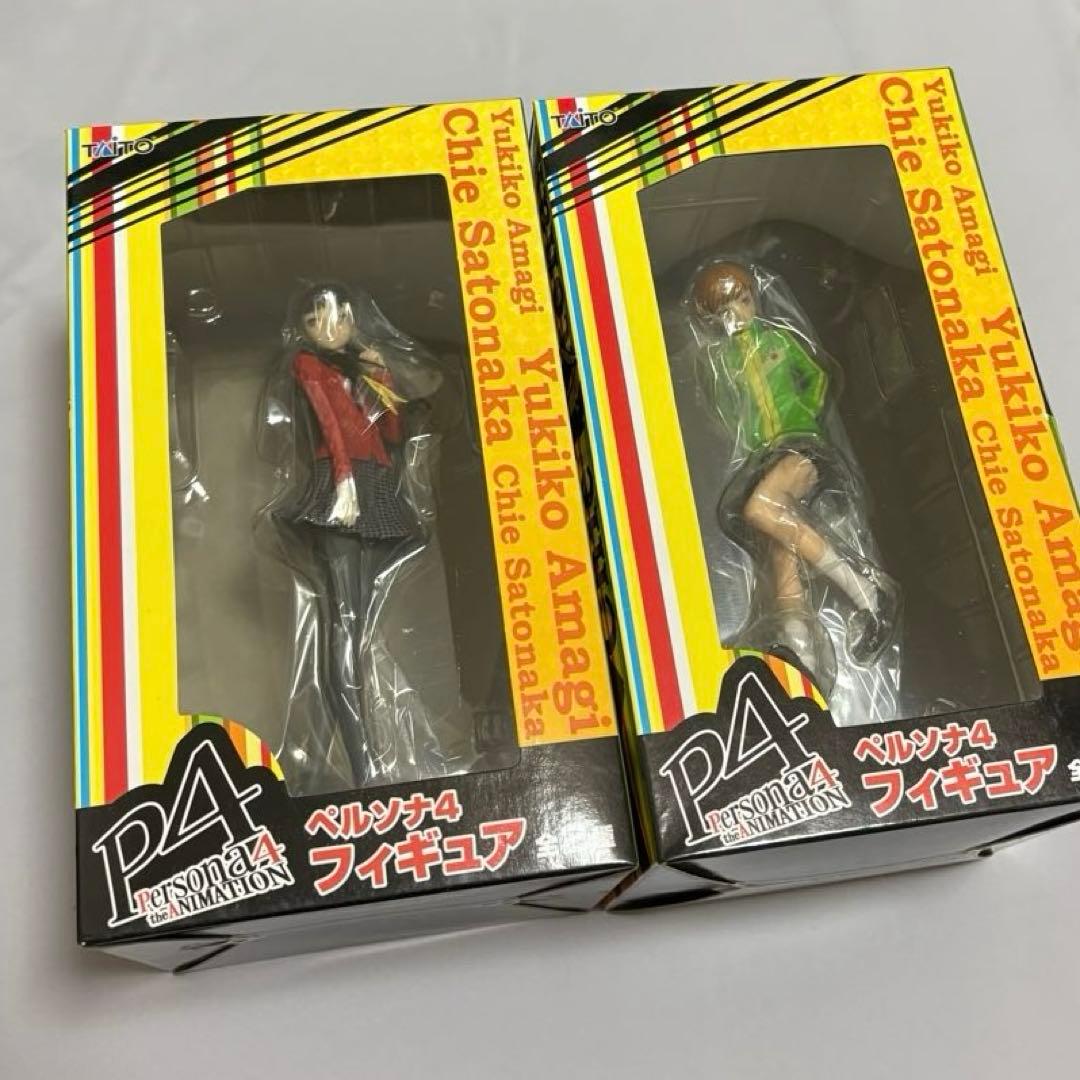 TAITO
Yukiko Amagi
Chie Satonaka
Yukiko Amagi
Chie Satonaka
P4
Persona4
the ANIMATION
ペルソナ4
フィギュア
TAITO
Yukiko Amagi
Chie Satonaka
Yukiko Amag
Chie Satonaka
P4
Persona4
the ANIMATION
ペルソナ4
フィギュア
全